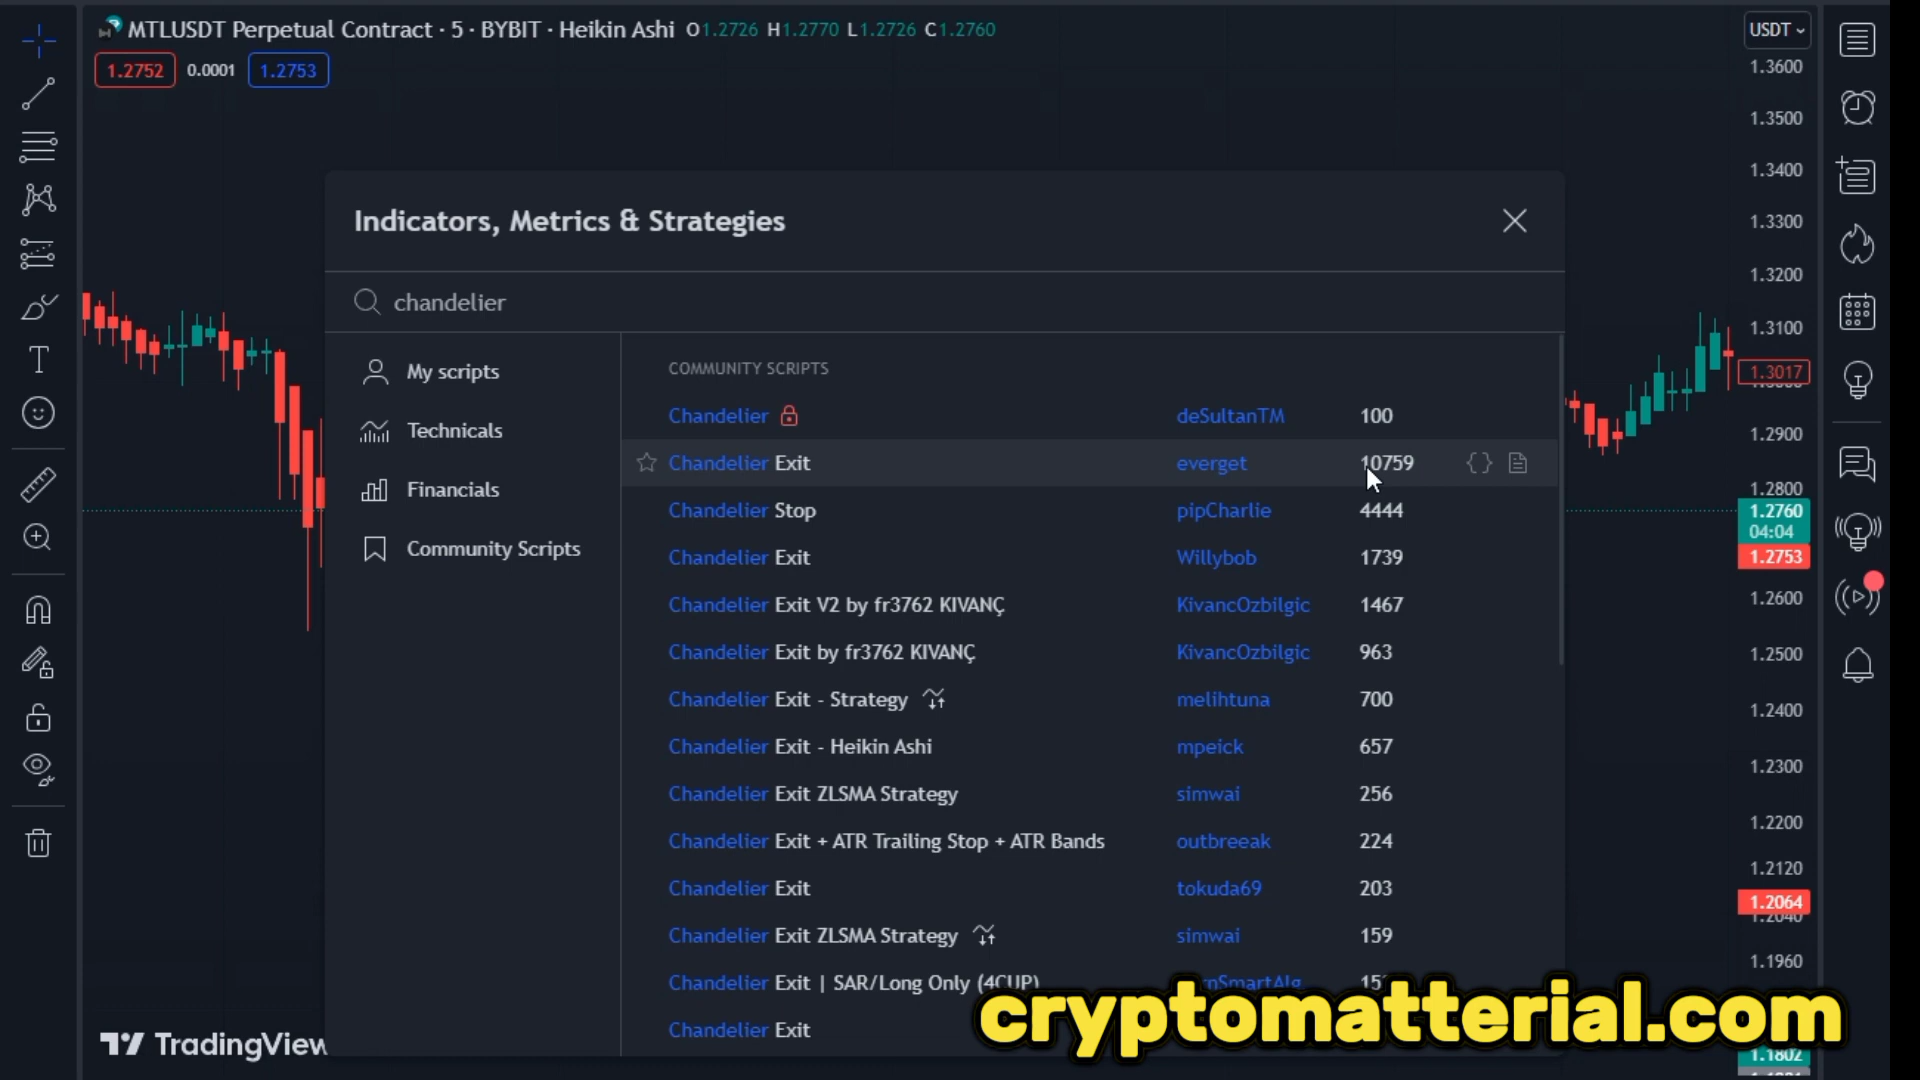 MTLUSDT Perpetual Contract · 5 · BYBIT · Heikin Ashi O1.2726 H1.2770 L1.2726 C1.2760
USDT
1.2752 0.0001 1.2753
1.3600
1.3500
1.3400
1.3300
1.3200
1.3100
1.3017
1.2900
1.2800
1.2760
04:04
1.2753
1.2600
1.2500
1.2400
1.2300
1.2200
1.2120
1.2064
1.2040
1.1960
1.1802
Indicators, Metrics & Strategies
chandelier
My scripts
Technicals
Financials
Community Scripts
COMMUNITY SCRIPTS
Chandelier deSultanTM 100
Chandelier Exit everget 10759
Chandelier Stop pipCharlie 4444
Chandelier Exit Willybob 1739
Chandelier Exit V2 by fr3762 KIVANÇ KivancOzbilgic 1467
Chandelier Exit by fr3762 KIVANÇ KivancOzbilgic 963
Chandelier Exit - Strategy melihtuna 700
Chandelier Exit - Heikin Ashi mpeick 657
Chandelier Exit ZLSMA Strategy simwai 256
Chandelier Exit + ATR Trailing Stop + ATR Bands outbreeak 224
Chandelier Exit tokuda69 203
Chandelier Exit ZLSMA Strategy simwai 159
Chandelier Exit | SAR/Long Only (4CUP)
Chandelier Exit
cryptomatterial.com
TradingView